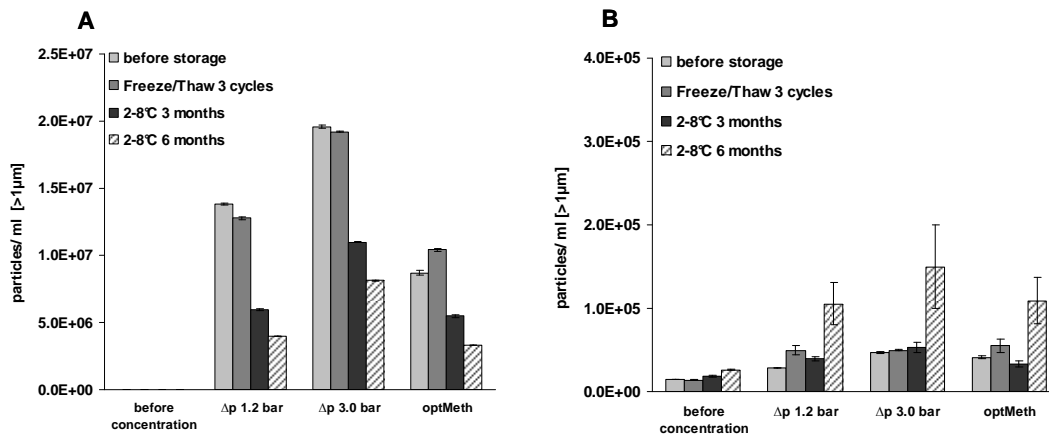 A
particles/ ml [>1µm]
2.5E+07
2.0E+07
1.5E+07
1.0E+07
5.0E+06
0.0E+00
before storage
Freeze/Thaw 3 cycles
2-8°C 3 months
2-8°C 6 months
before
concentration
Δp 1.2 bar
Δp 3.0 bar
optMeth
B
particles/ ml [>1µm]
4.0E+05
3.0E+05
2.0E+05
1.0E+05
0.0E+00
before storage
Freeze/Thaw 3 cycles
2-8°C 3 months
2-8°C 6 months
before
concentration
Δp 1.2 bar
Δp 3.0 bar
optMeth